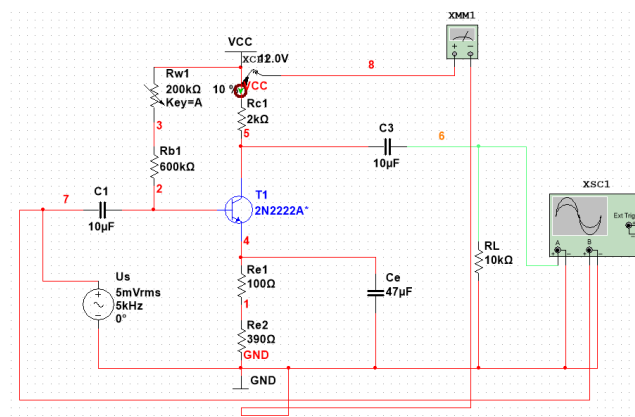 XMM1
VCC
XCP1 12.0V
8
Rw1
200kΩ
Key=A
10 %
VCC
Rc1
2kΩ
3
5
C3
10µF
6
Rb1
600kΩ
XSC1
Ext Trig
A
B
7
C1
10µF
2
T1
2N2222A*
4
RL
10kΩ
Us
5mVrms
5kHz
0°
Re1
100Ω
1
Ce
47µF
Re2
390Ω
GND
GND